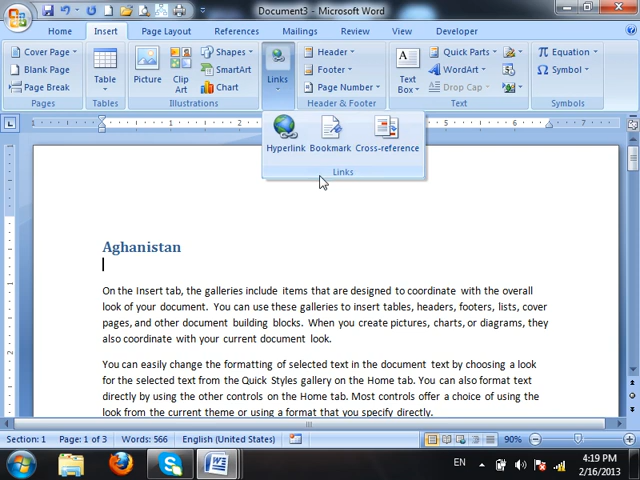 Document3 - Microsoft Word
Home Insert Page Layout References Mailings Review View Developer
Cover Page
Blank Page
Page Break
Pages
Table
Tables
Picture
Clip
Art
Shapes
SmartArt
Chart
Illustrations
Links
Header
Footer
Page Number
Header & Footer
Text
Box
Quick Parts
WordArt
Drop Cap
Text
Equation
Symbol
Symbols
Hyperlink Bookmark Cross-reference
Links
Aghanistan
On the Insert tab, the galleries include items that are designed to coordinate with the overall
look of your document. You can use these galleries to insert tables, headers, footers, lists, cover
pages, and other document building blocks. When you create pictures, charts, or diagrams, they
also coordinate with your current document look.
You can easily change the formatting of selected text in the document text by choosing a look
for the selected text from the Quick Styles gallery on the Home tab. You can also format text
directly by using the other controls on the Home tab. Most controls offer a choice of using the
look from the current theme or using a format that you specify directly.
Section: 1 Page: 1 of 3 Words: 566 English (United States) 90%
EN
4:19 PM
2/16/2013